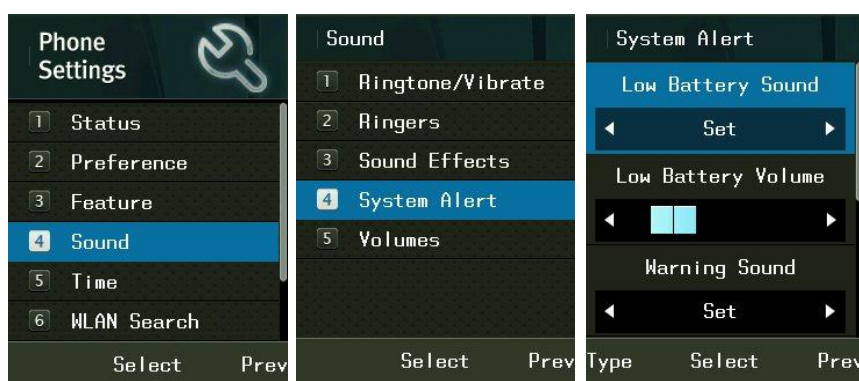 Phone
Settings
1 Status
2 Preference
3 Feature
4 Sound
5 Time
6 WLAN Search
Select Prev
Sound
1 Ringtone/Vibrate
2 Ringers
3 Sound Effects
4 System Alert
5 Volumes
Select Prev
System Alert
Low Battery Sound
Set
Low Battery Volume
Warning Sound
Set
Type Select Prev